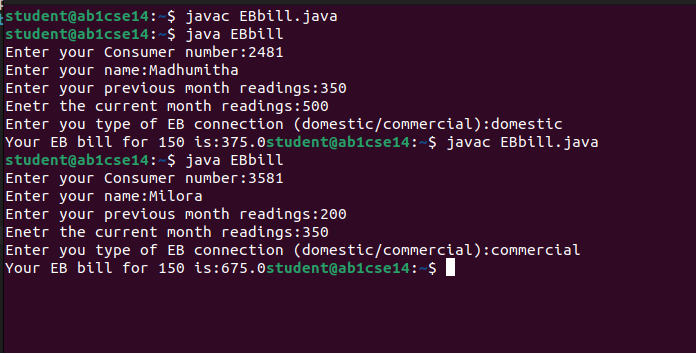 student@ab1cse14:~$ javac EBbill.java
student@ab1cse14:~$ java EBbill
Enter your Consumer number:2481
Enter your name:Madhumitha
Enter your previous month readings:350
Enetr the current month readings:500
Enter you type of EB connection (domestic/commercial):domestic
Your EB bill for 150 is:375.0student@ab1cse14:~$ javac EBbill.java
student@ab1cse14:~$ java EBbill
Enter your Consumer number:3581
Enter your name:Milora
Enter your previous month readings:200
Enetr the current month readings:350
Enter you type of EB connection (domestic/commercial):commercial
Your EB bill for 150 is:675.0student@ab1cse14:~$